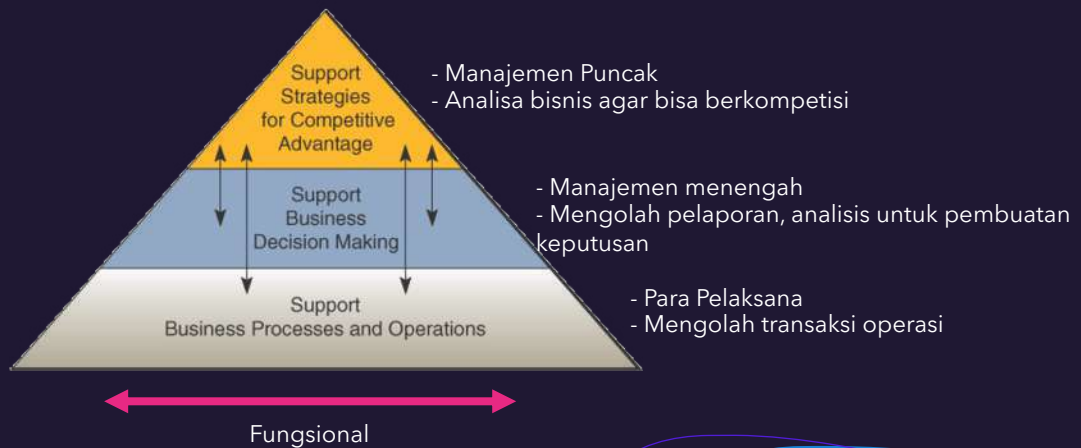 Support
Strategies
for Competitive
Advantage
- Manajemen Puncak
- Analisa bisnis agar bisa berkompetisi
Support
Business
Decision Making
- Manajemen menengah
- Mengolah pelaporan, analisis untuk pembuatan
keputusan
Support
Business Processes and Operations
- Para Pelaksana
- Mengolah transaksi operasi
Fungsional